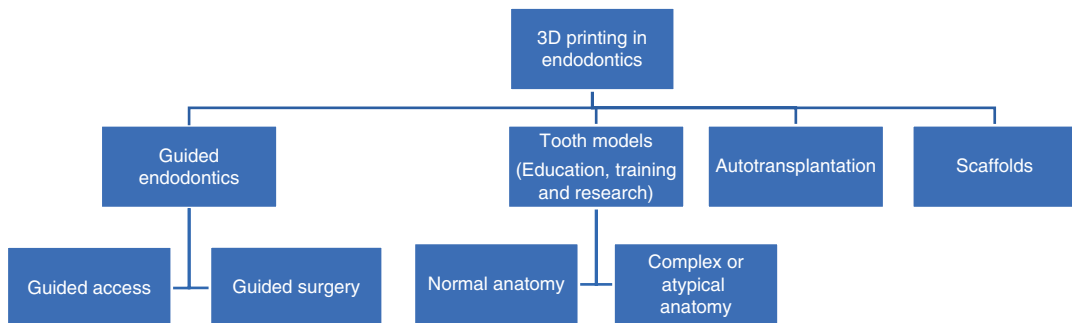 3D printing in
endodontics
Guided
endodontics
Tooth models
(Education, training
and research)
Autotransplantation
Scaffolds
Guided access
Guided surgery
Normal anatomy
Complex or
atypical
anatomy